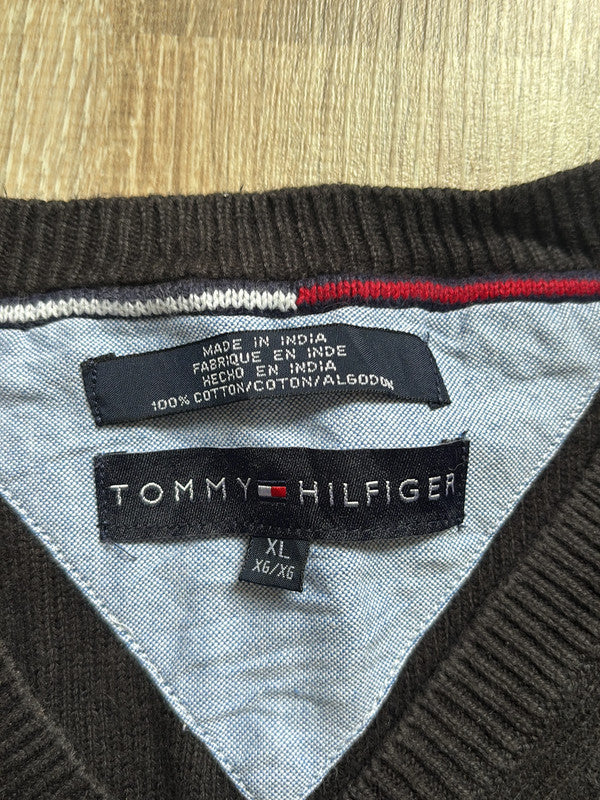 MADE IN INDIA
FABRIQUE EN INDE
HECHO EN INDIA
100% COTTON/COTON/ALGODON
TOMMY HILFIGER
XL
XG/XG